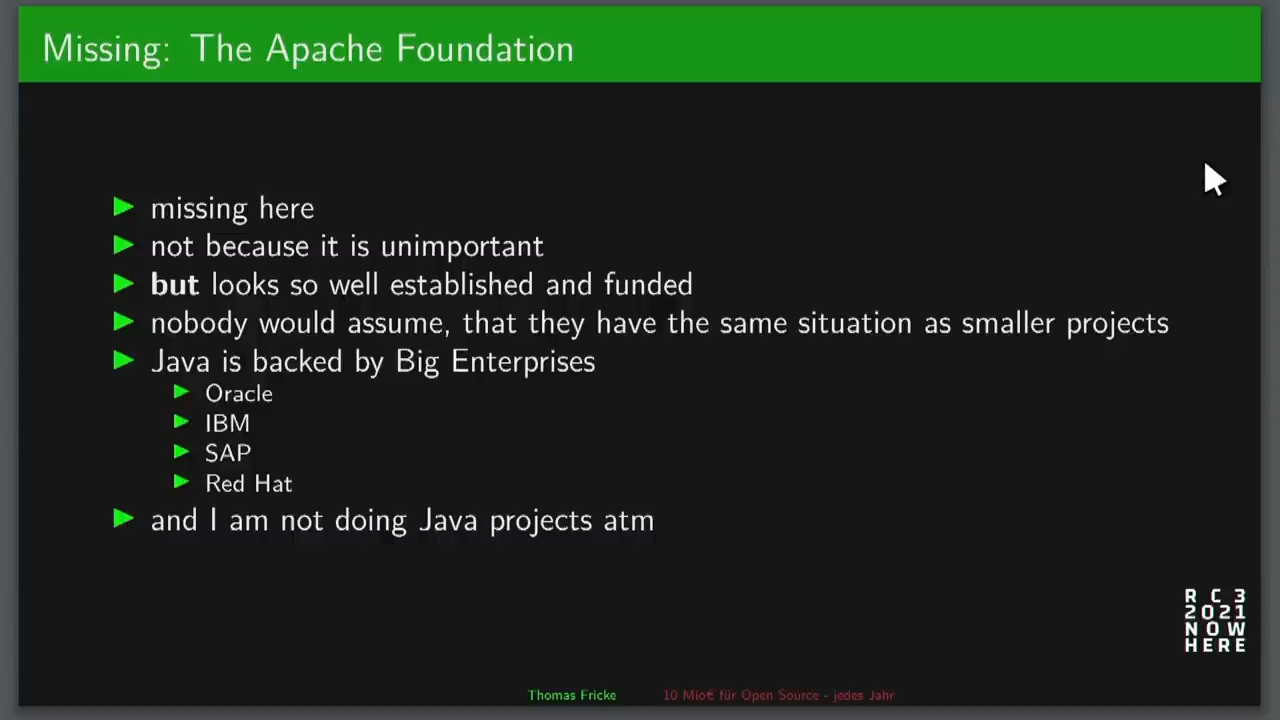 Missing: The Apache Foundation
missing here
not because it is unimportant
but looks so well established and funded
nobody would assume, that they have the same situation as smaller projects
Java is backed by Big Enterprises
Oracle
IBM
SAP
Red Hat
and I am not doing Java projects atm
R C 3
2021
NOW
HERE
Thomas Fricke 10 Mio€ für Open Source - jedes Jahr